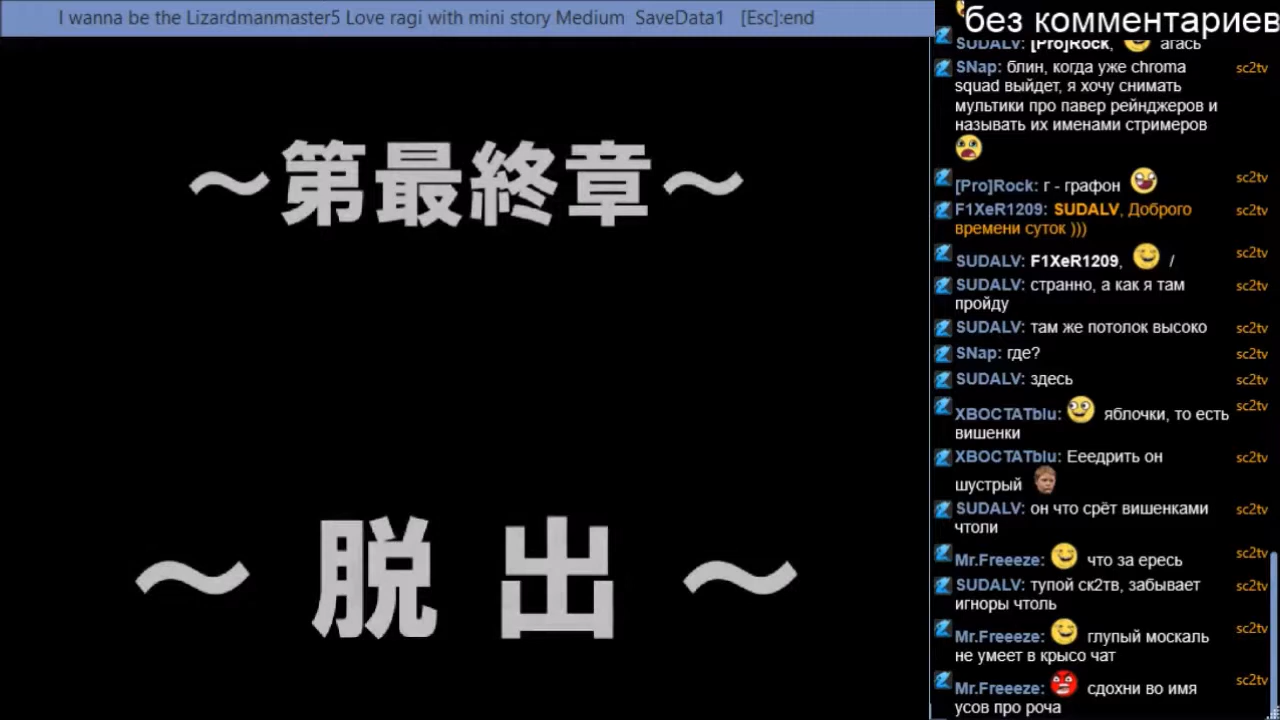 I wanna be the Lizardmanmaster5 Love ragi with mini story Medium SaveData1 [Esc]:end
～第最終章～
～ 脱 出 ～
без комментариев
SUDALV: [Pro]Rock, агась
SNap: блин, когда уже chroma sc2tv
squad выйдет, я хочу снимать
мультики про павер рейнджеров и
называть их именами стримеров
[Pro]Rock: г - графон sc2tv
F1XeR1209: SUDALV, Доброго sc2tv
времени суток )))
SUDALV: F1XeR1209, / sc2tv
SUDALV: странно, а как я там sc2tv
пройду
SUDALV: там же потолок высоко sc2tv
SNap: где? sc2tv
SUDALV: здесь sc2tv
XBOCTATblu: яблочки, то есть sc2tv
вишенки
XBOCTATblu: Ееедрить он sc2tv
шустрый
SUDALV: он что срёт вишенками sc2tv
чтоли
Mr.Freeeze: что за ересь sc2tv
SUDALV: тупой ск2тв, забывает sc2tv
игноры чтоль
Mr.Freeeze: глупый москаль sc2tv
не умеет в крысо чат
Mr.Freeeze: сдохни во имя sc2tv
усов про роча